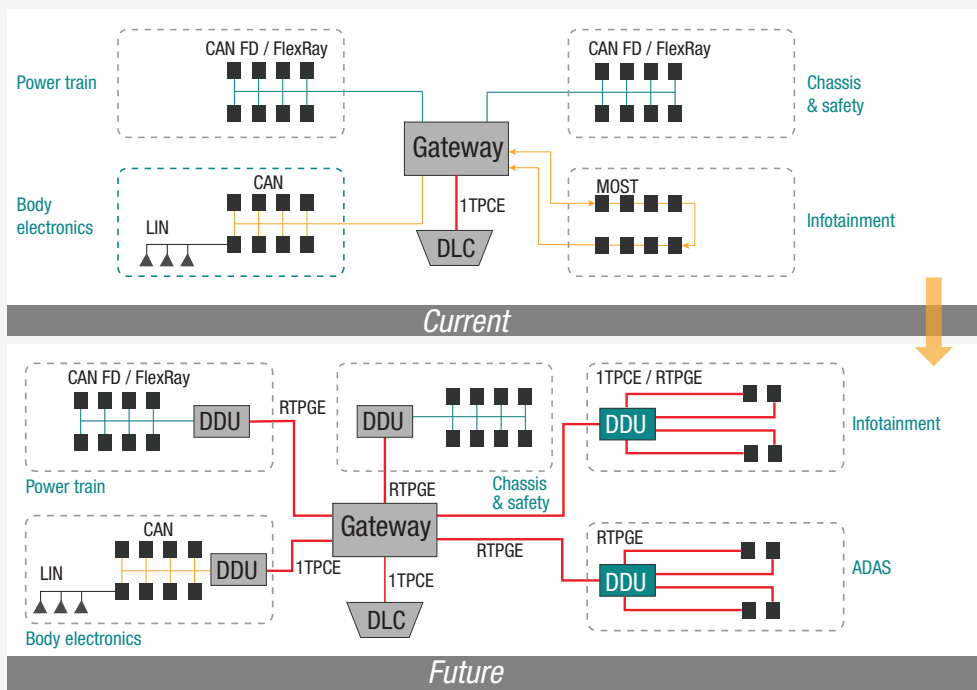 CAN FD / FlexRay
CAN FD / FlexRay
Power train
Chassis
& safety
Gateway
CAN
MOST
Body
electronics
LIN
1TPCE
Infotainment
DLC
Current
CAN FD / FlexRay
RTPGE
DDU
DDU
1TPCE / RTPGE
DDU
Infotainment
Power train
RTPGE
Chassis
& safety
Gateway
CAN
DDU
1TPCE
LIN
RTPGE
RTPGE
DDU
ADAS
1TPCE
DLC
Body electronics
Future